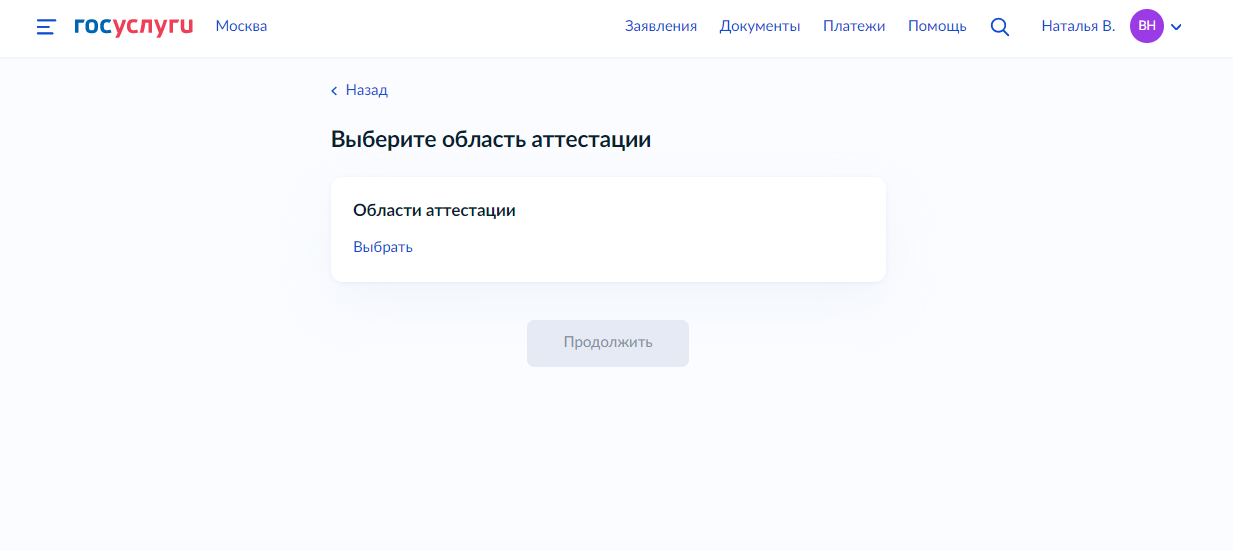 госуслуги Москва Заявления Документы Платежи Помощь Наталья В. ВН
Назад
Выберите область аттестации
Области аттестации
Выбрать
Продолжить